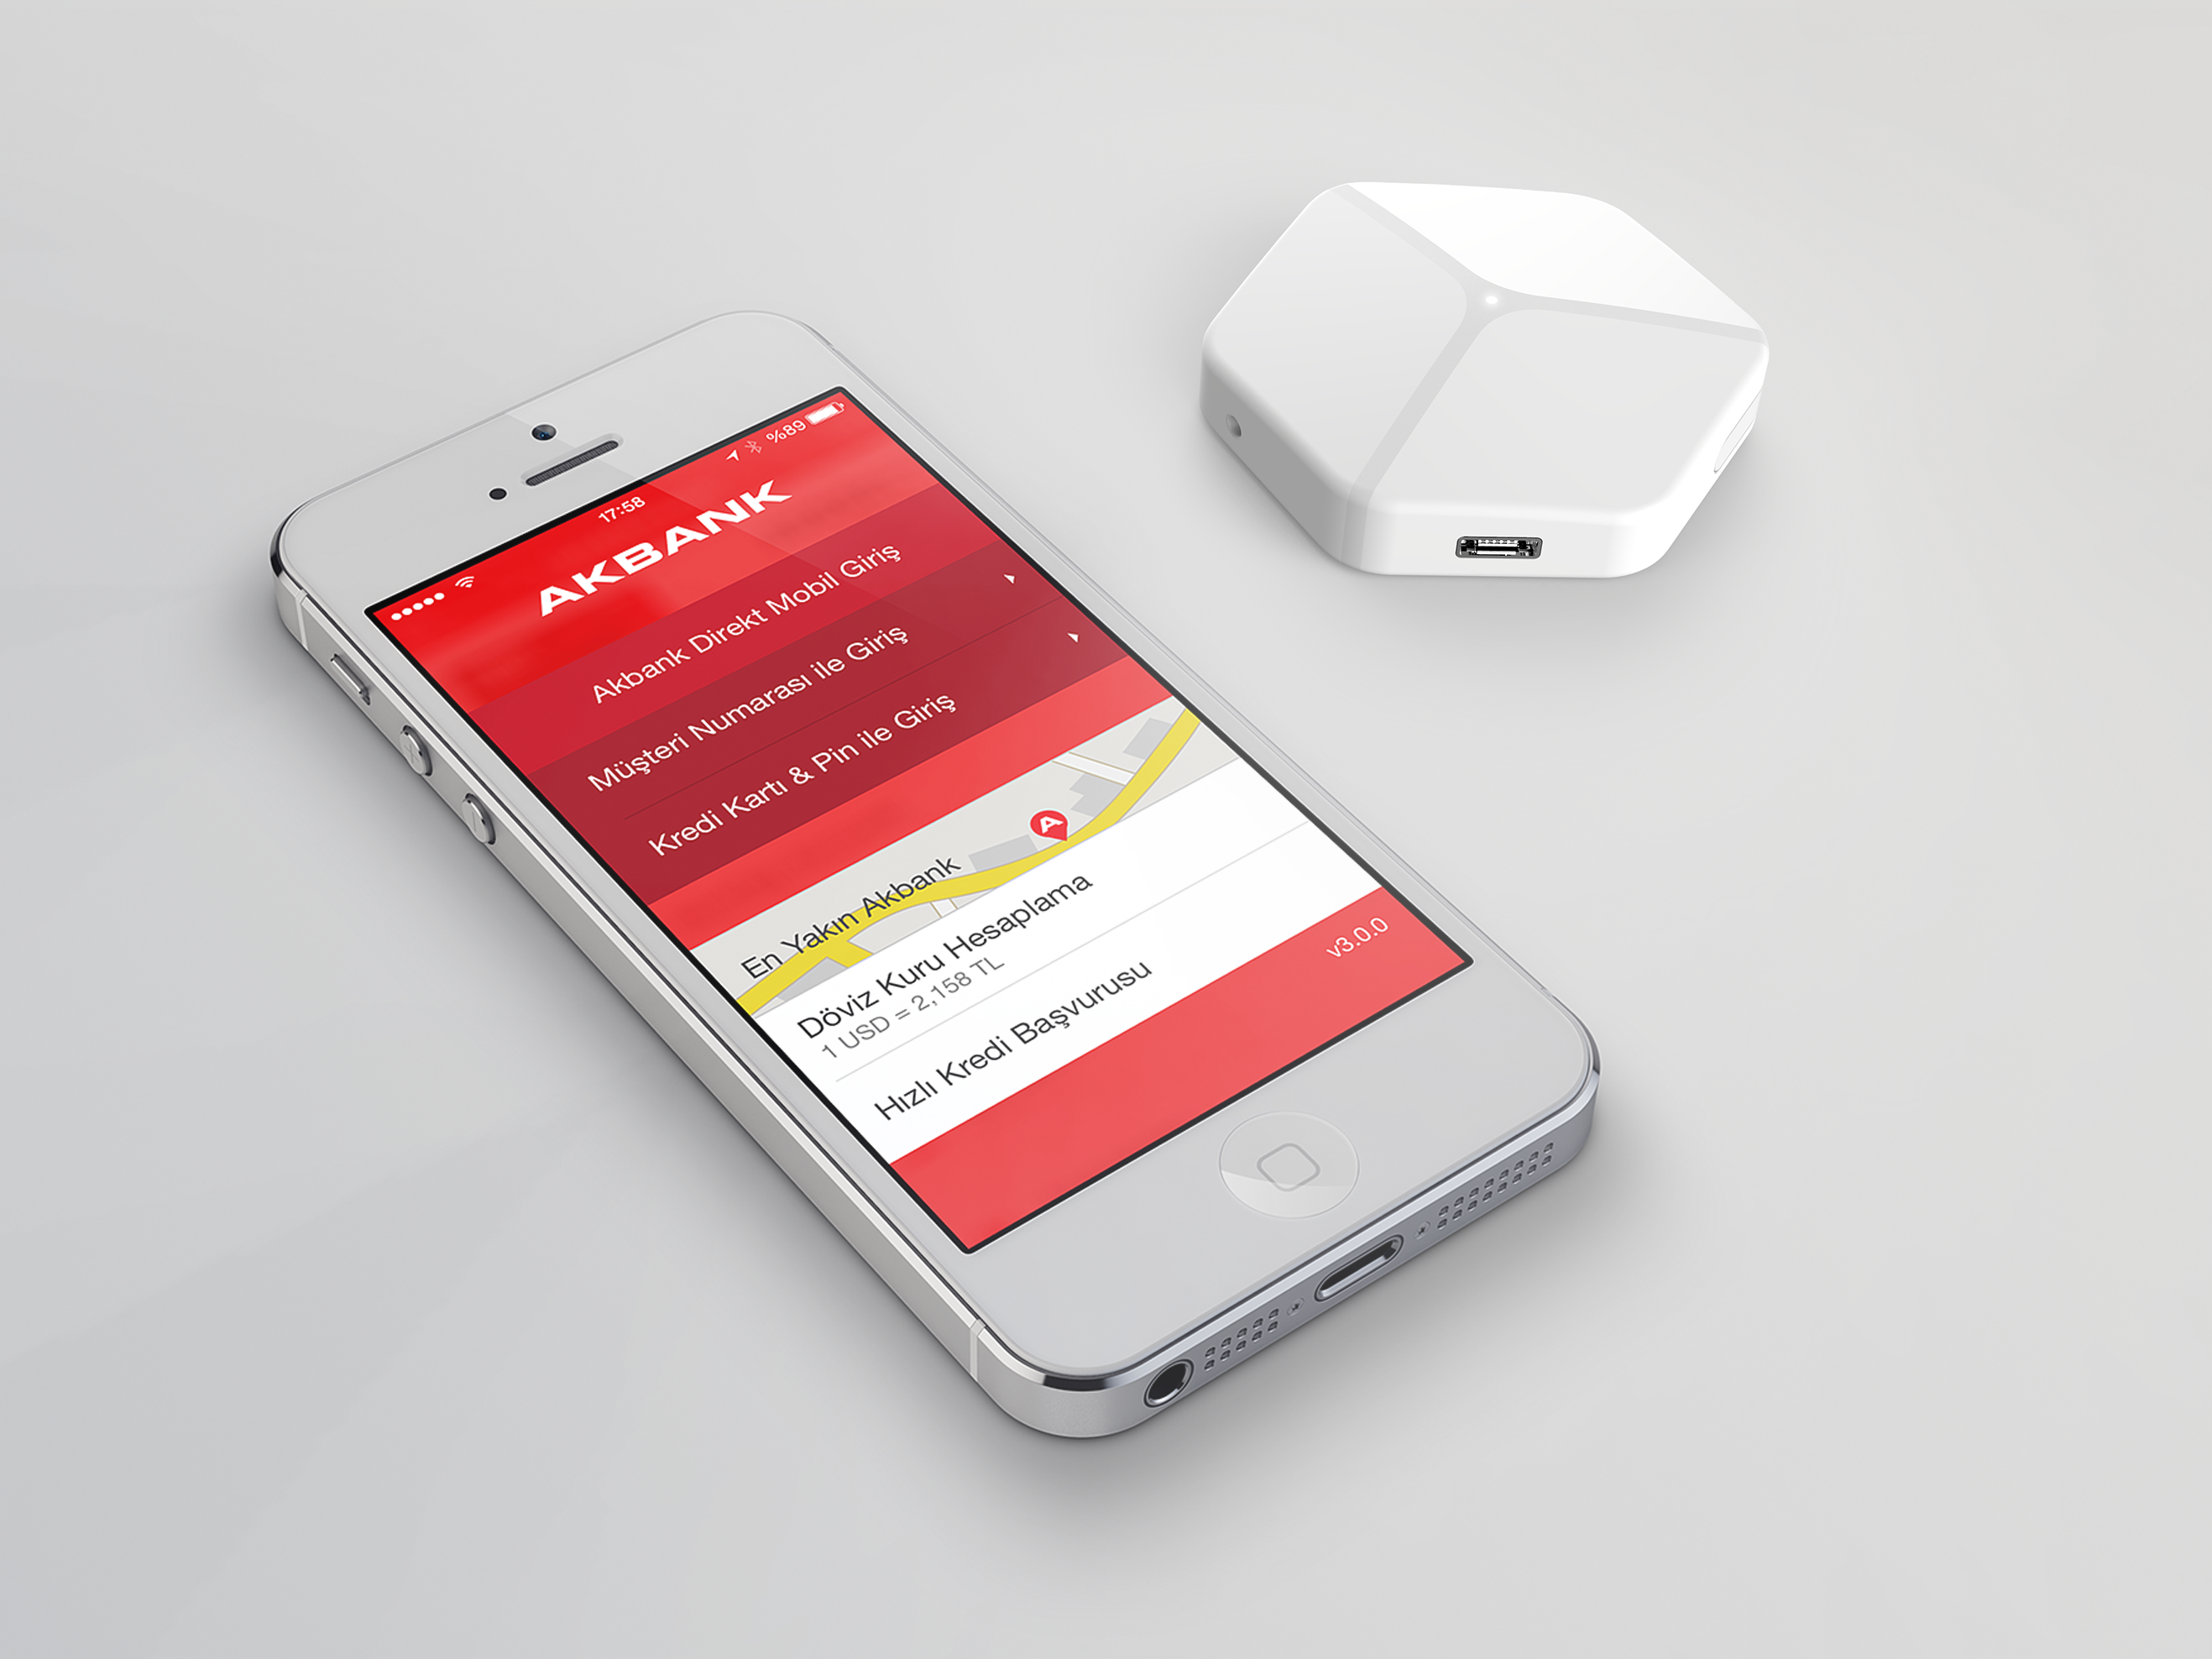 17:58
%89
AKBANK
Akbank Direkt Mobil Giriş
Müşteri Numarası ile Giriş
Kredi Kartı & Pin ile Giriş
En Yakın Akbank
A
Döviz Kuru Hesaplama
1 USD = 2,158 TL
Hızlı Kredi Başvurusu
v3.0.0